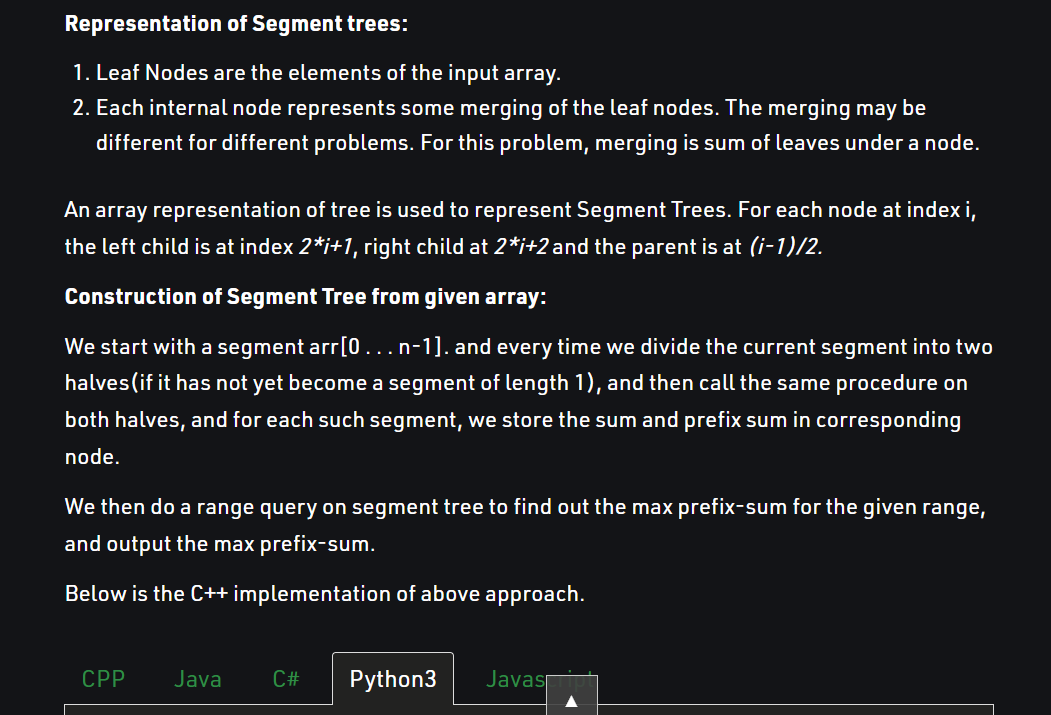 Representation of Segment trees:
1. Leaf Nodes are the elements of the input array.
2. Each internal node represents some merging of the leaf nodes. The merging may be
different for different problems. For this problem, merging is sum of leaves under a node.
An array representation of tree is used to represent Segment Trees. For each node at index i,
the left child is at index 2*i+1, right child at 2*i+2 and the parent is at (i-1)/2.
Construction of Segment Tree from given array:
We start with a segment arr[0 . . . n-1]. and every time we divide the current segment into two
halves(if it has not yet become a segment of length 1), and then call the same procedure on
both halves, and for each such segment, we store the sum and prefix sum in corresponding
node.
We then do a range query on segment tree to find out the max prefix-sum for the given range,
and output the max prefix-sum.
Below is the C++ implementation of above approach.
CPP Java C# Python3 Javascript